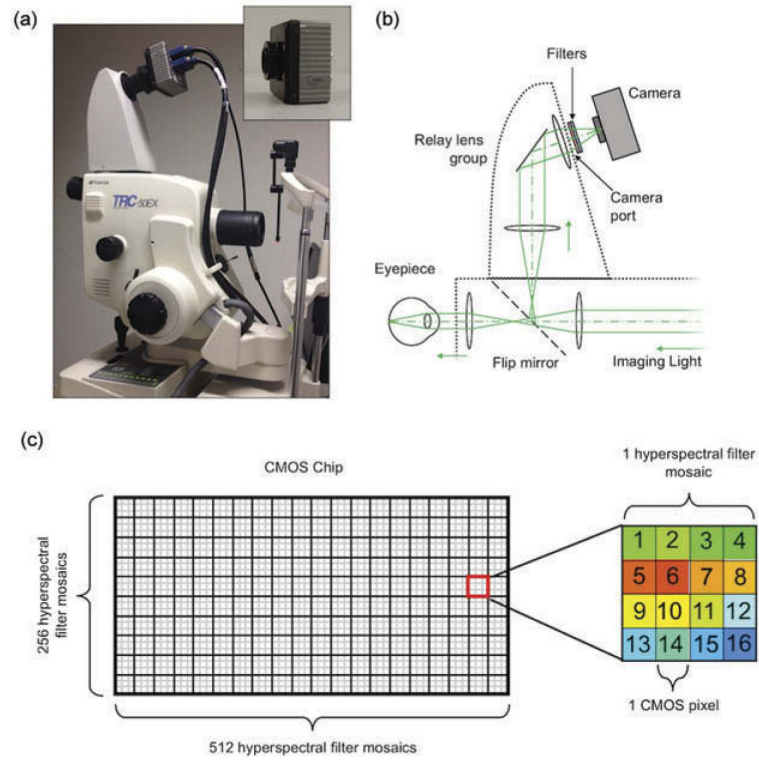 (a)
TOPCON
TRC-50EX
(b)
Filters
Camera
Relay lens
group
Camera
port
Eyepiece
Flip mirror
Imaging Light
(c)
CMOS Chip
1 hyperspectral filter
mosaic
256 hyperspectral
filter mosaics
1 2 3 4
5 6 7 8
9 10 11 12
13 14 15 16
1 CMOS pixel
512 hyperspectral filter mosaics